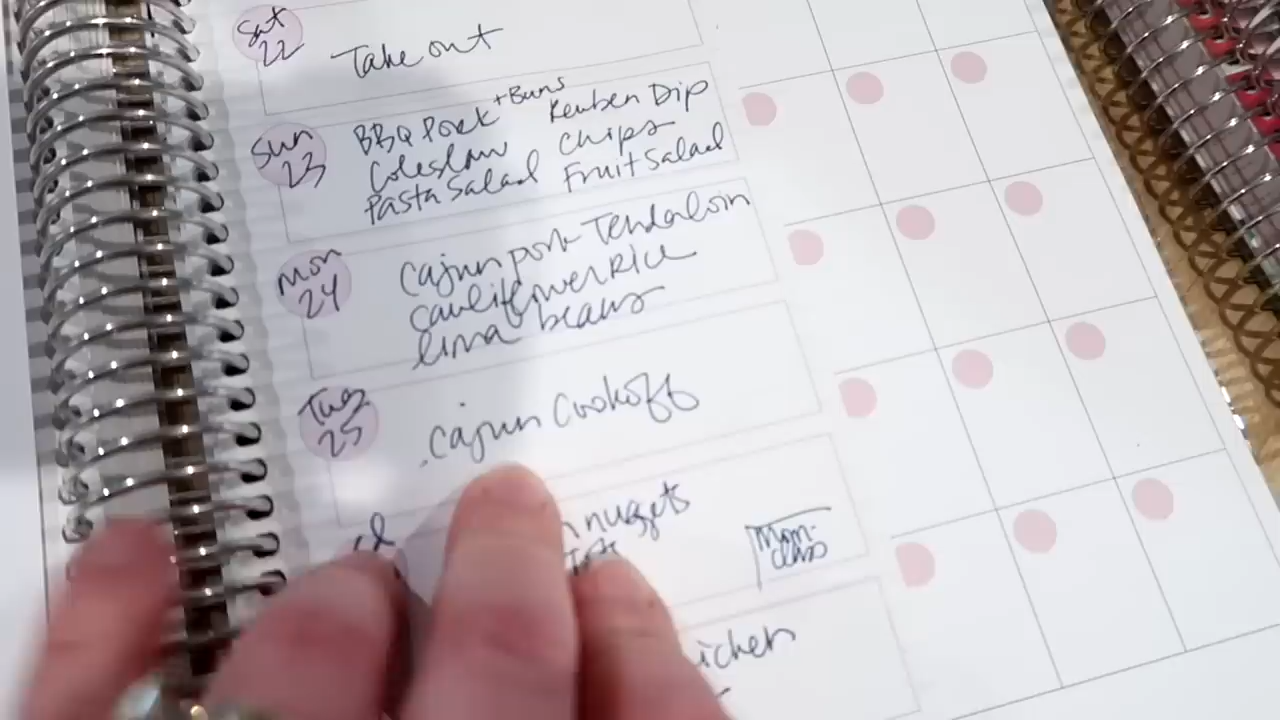 Sat
22
Take out
Sun
23
BBQ Pork + Buns
Coleslaw
Pasta Salad
Reuben Dip
Chips
Fruit Salad
Mon
24
Cajun pork Tenderloin
cauliflower Rice
lima beans
Tues
25
Cajun Cookoff
nuggets
Mom-
class